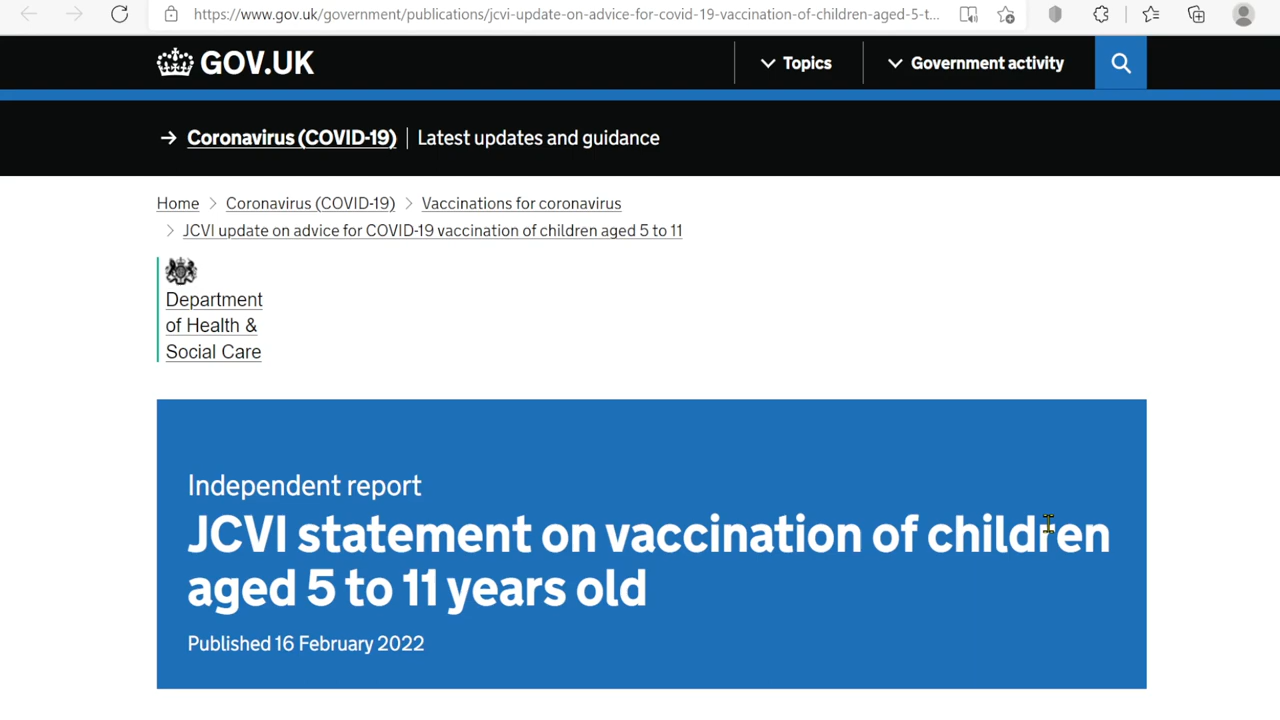 https://www.gov.uk/government/publications/jcvi-update-on-advice-for-covid-19-vaccination-of-children-aged-5-t...
GOV.UK
Topics
Government activity
→ Coronavirus (COVID-19) | Latest updates and guidance
Home > Coronavirus (COVID-19) > Vaccinations for coronavirus
> JCVI update on advice for COVID-19 vaccination of children aged 5 to 11
Department
of Health &
Social Care
Independent report
JCVI statement on vaccination of children
aged 5 to 11 years old
Published 16 February 2022